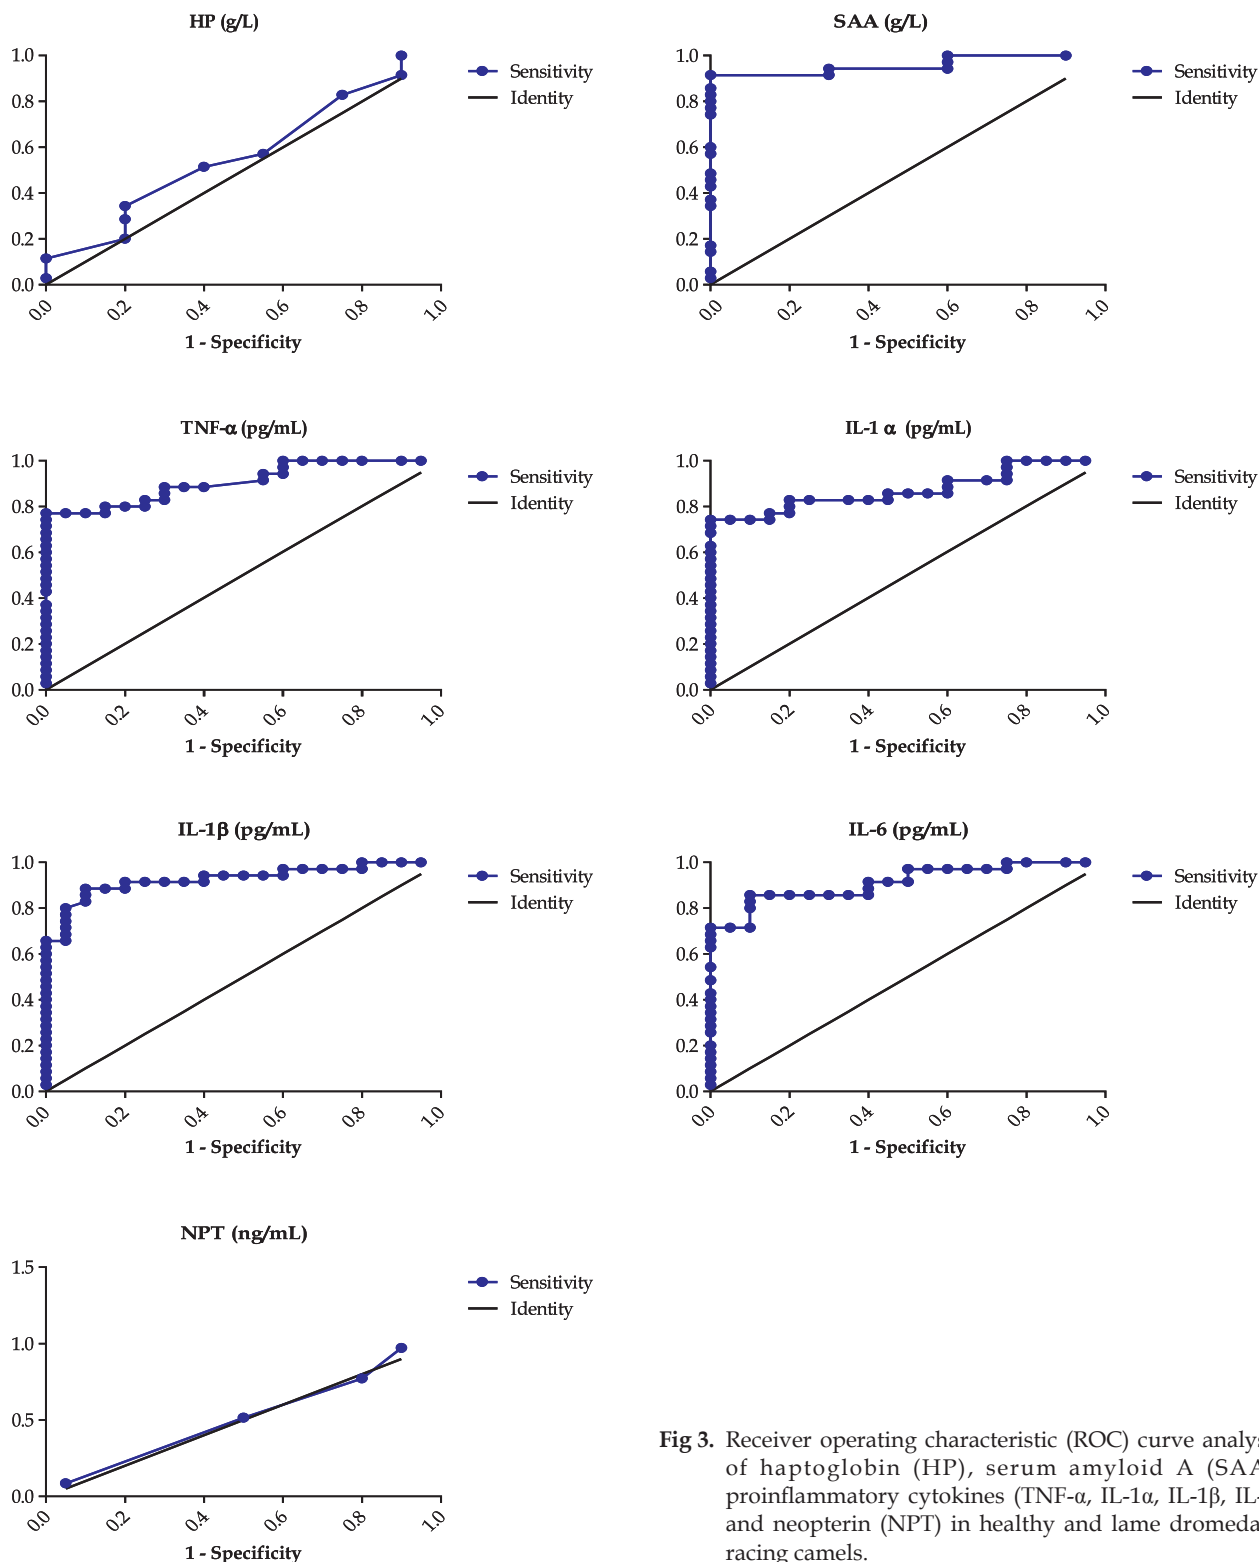 HP (g/L)
1.0
0.8
0.6
0.4
0.2
0.0
0.0 0.2 0.4 0.6 0.8 1.0
1 - Specificity
Sensitivity
Identity
SAA (g/L)
1.0
0.8
0.6
0.4
0.2
0.0
0.0 0.2 0.4 0.6 0.8 1.0
1 - Specificity
Sensitivity
Identity
TNF-α (pg/mL)
1.0
0.8
0.6
0.4
0.2
0.0
0.0 0.2 0.4 0.6 0.8 1.0
1 - Specificity
Sensitivity
Identity
IL-1 α (pg/mL)
1.0
0.8
0.6
0.4
0.2
0.0
0.0 0.2 0.4 0.6 0.8 1.0
1 - Specificity
Sensitivity
Identity
IL-1β (pg/mL)
1.0
0.8
0.6
0.4
0.2
0.0
0.0 0.2 0.4 0.6 0.8 1.0
1 - Specificity
Sensitivity
Identity
IL-6 (pg/mL)
1.0
0.8
0.6
0.4
0.2
0.0
0.0 0.2 0.4 0.6 0.8 1.0
1 - Specificity
Sensitivity
Identity
NPT (ng/mL)
1.5
1.0
0.5
0.0
0.0 0.2 0.4 0.6 0.8 1.0
1 - Specificity
Sensitivity
Identity
Fig 3. Receiver operating characteristic (ROC) curve analys
of haptoglobin (HP), serum amyloid A (SAA
proinflammatory cytokines (TNF-α, IL-1α, IL-1β, IL-
and neopterin (NPT) in healthy and lame dromeda
racing camels.